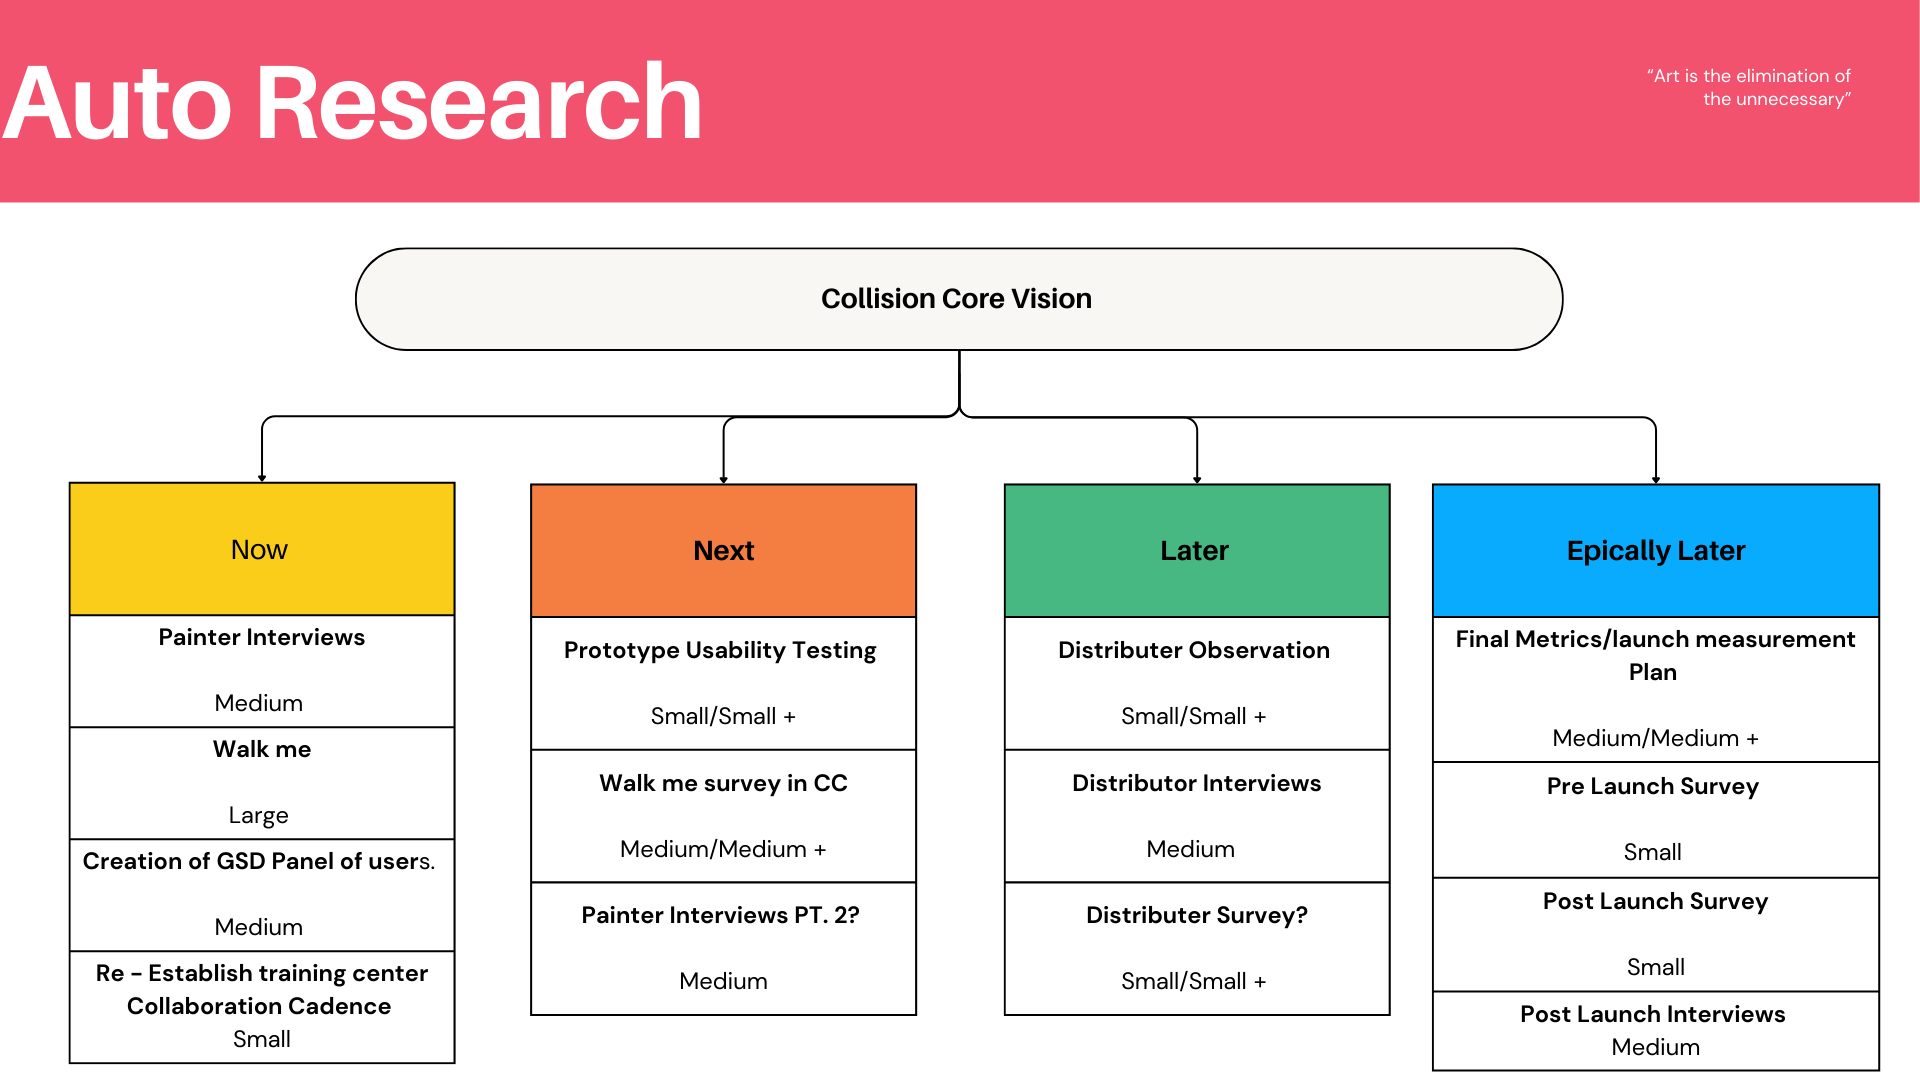 Auto Research
“Art is the elimination of
the unnecessary”
Collision Core Vision
Now
Painter Interviews
Medium
Walk me
Large
Creation of GSD Panel of users.
Medium
Re - Establish training center
Collaboration Cadence
Small
Next
Prototype Usability Testing
Small/Small +
Walk me survey in CC
Medium/Medium +
Painter Interviews PT. 2?
Medium
Later
Distributer Observation
Small/Small +
Distributor Interviews
Medium
Distributer Survey?
Small/Small +
Epically Later
Final Metrics/launch measurement
Plan
Medium/Medium +
Pre Launch Survey
Small
Post Launch Survey
Small
Post Launch Interviews
Medium